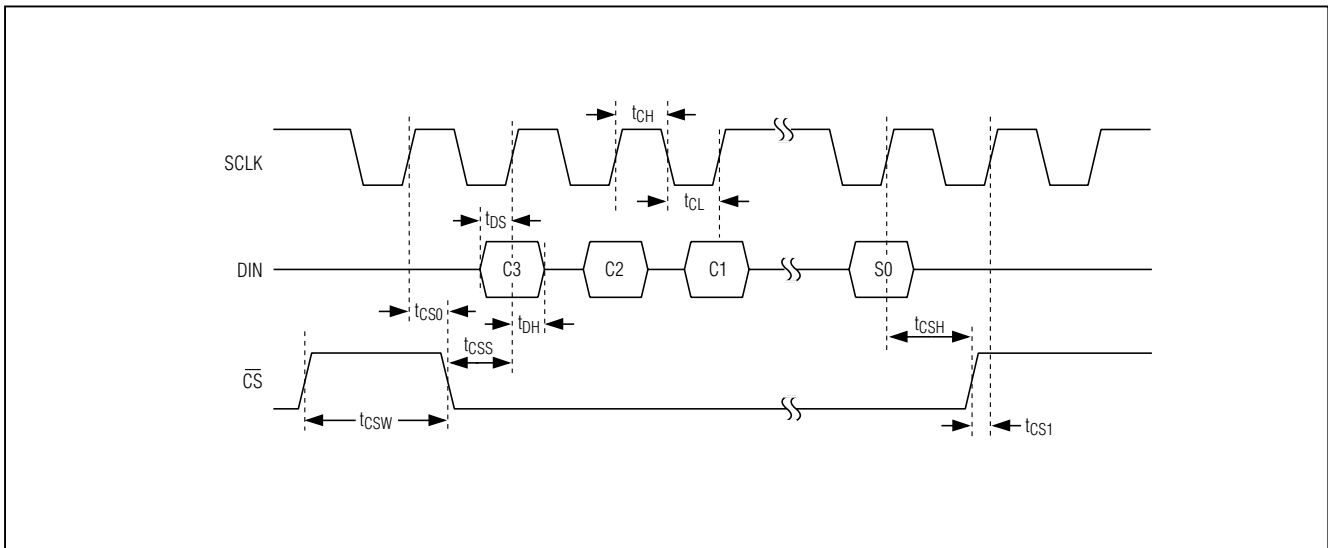 tCH
SCLK
tCL
tDS
DIN
C3
C2
C1
S0
tCS0
tDH
tCSH
tCSS
CS
tCSW
tCS1